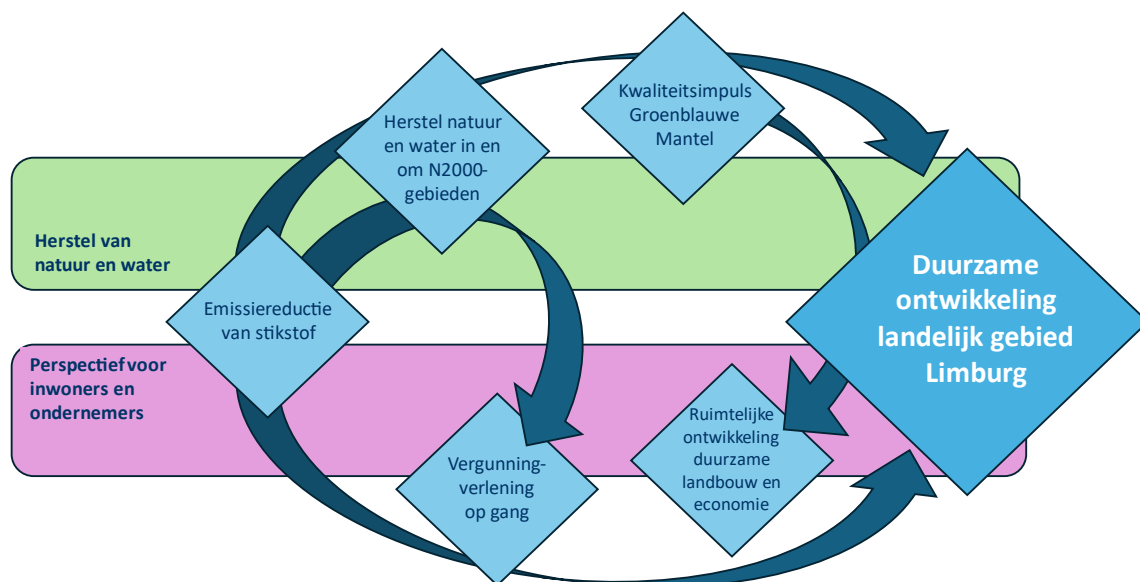 Herstel natuur
en water in en
om N2000-
gebieden
Kwaliteitsimpuls
Groenblauwe
Mantel
Herstel van
natuur en water
Emissiereductie
van stikstof
Duurzame
ontwikkeling
landelijk gebied
Limburg
Perspectief voor
inwoners en
ondernemers
Vergunning-
verlening
op gang
Ruimtelijke
ontwikkeling
duurzame
landbouw en
economie